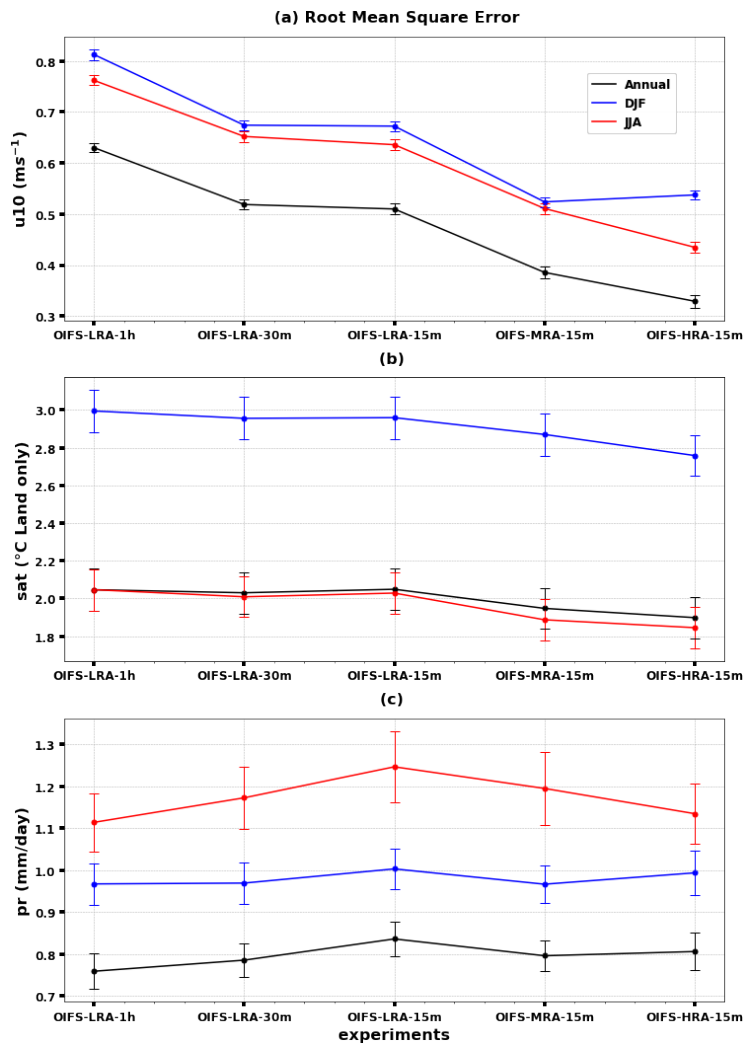 (a) Root Mean Square Error
0.8
0.7
0.6
0.5
0.4
0.3
u10 (ms⁻¹)
Annual
DJF
JJA
OIFS-LRA-1h OIFS-LRA-30m OIFS-LRA-15m OIFS-MRA-15m OIFS-HRA-15m
(b)
3.0
2.8
2.6
2.4
2.2
2.0
1.8
sat (°C Land only)
OIFS-LRA-1h OIFS-LRA-30m OIFS-LRA-15m OIFS-MRA-15m OIFS-HRA-15m
(c)
1.3
1.2
1.1
1.0
0.9
0.8
0.7
pr (mm/day)
OIFS-LRA-1h OIFS-LRA-30m OIFS-LRA-15m OIFS-MRA-15m OIFS-HRA-15m
experiments